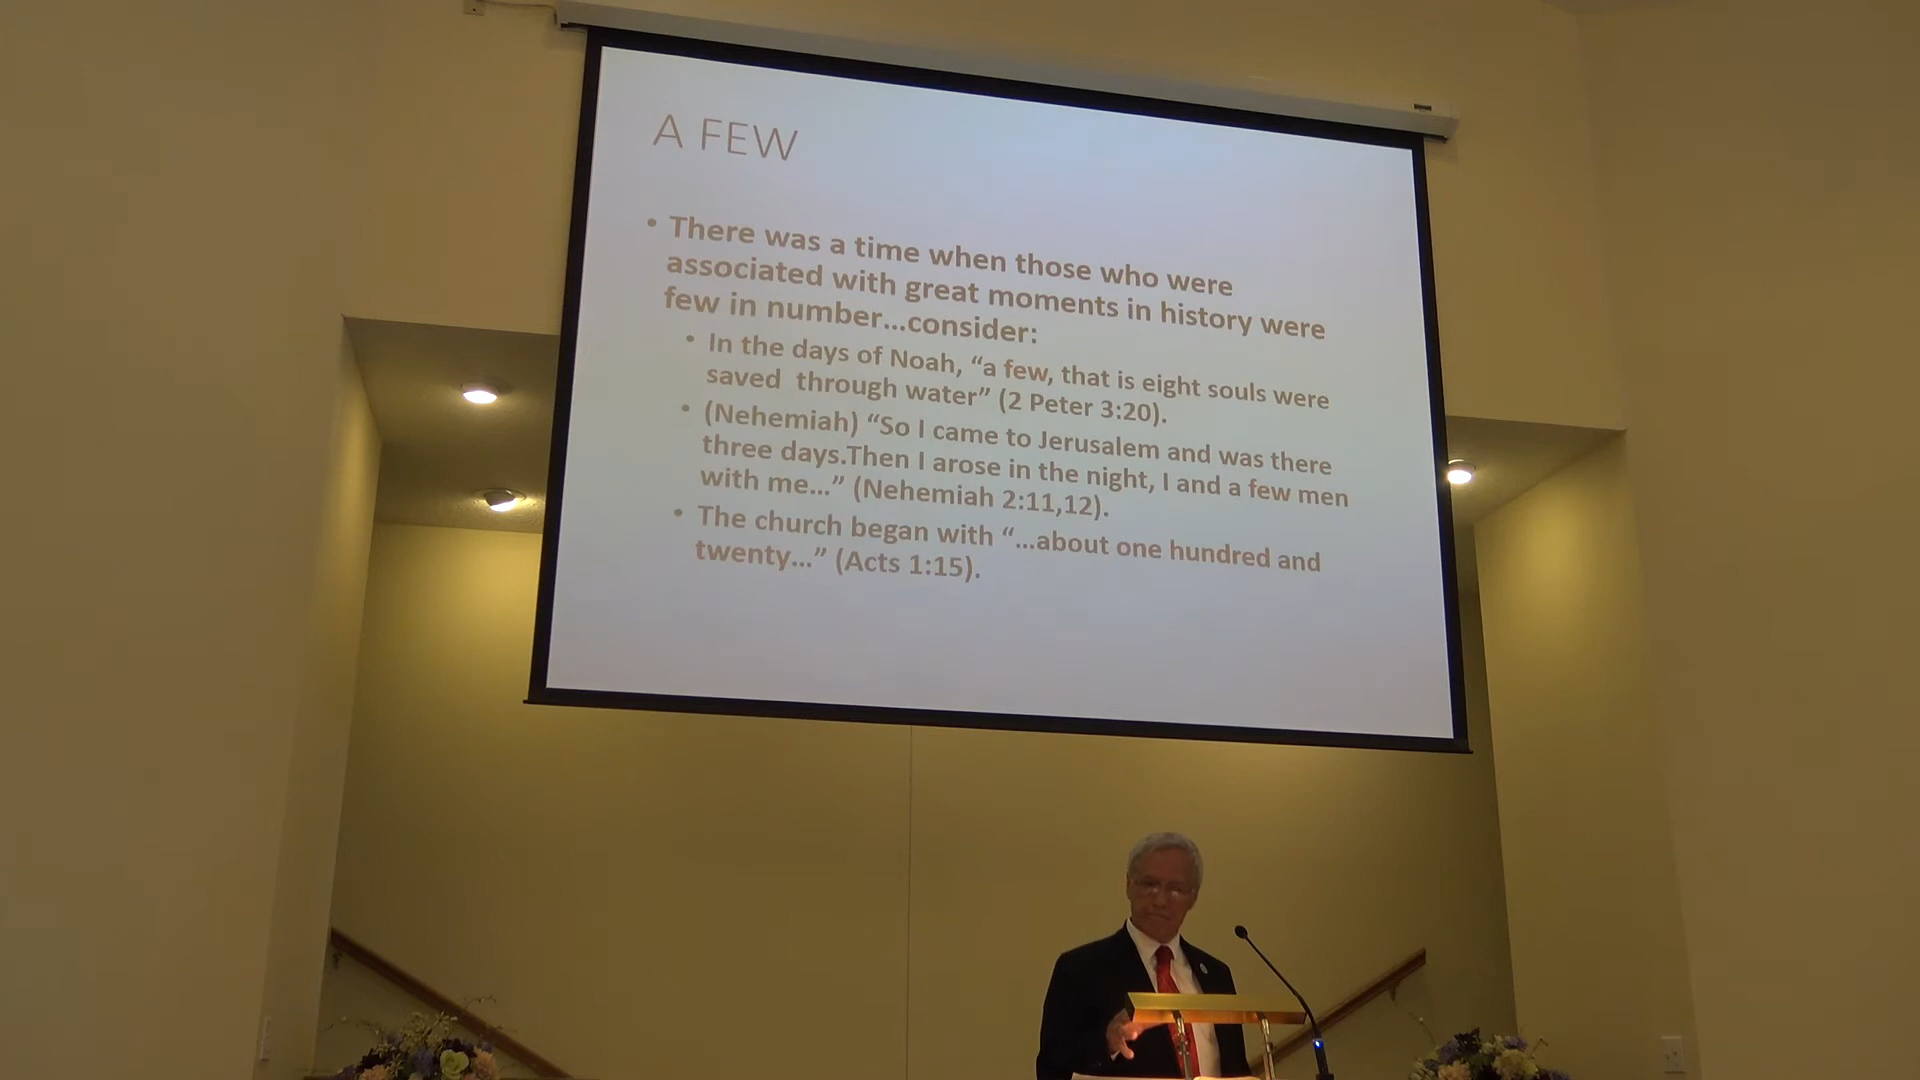 A FEW
• There was a time when those who were
associated with great moments in history were
few in number...consider:
• In the days of Noah, “a few, that is eight souls were
saved  through water” (2 Peter 3:20).
• (Nehemiah) “So I came to Jerusalem and was there
three days.Then I arose in the night, I and a few men
with me...” (Nehemiah 2:11,12).
• The church began with “...about one hundred and
twenty...” (Acts 1:15).